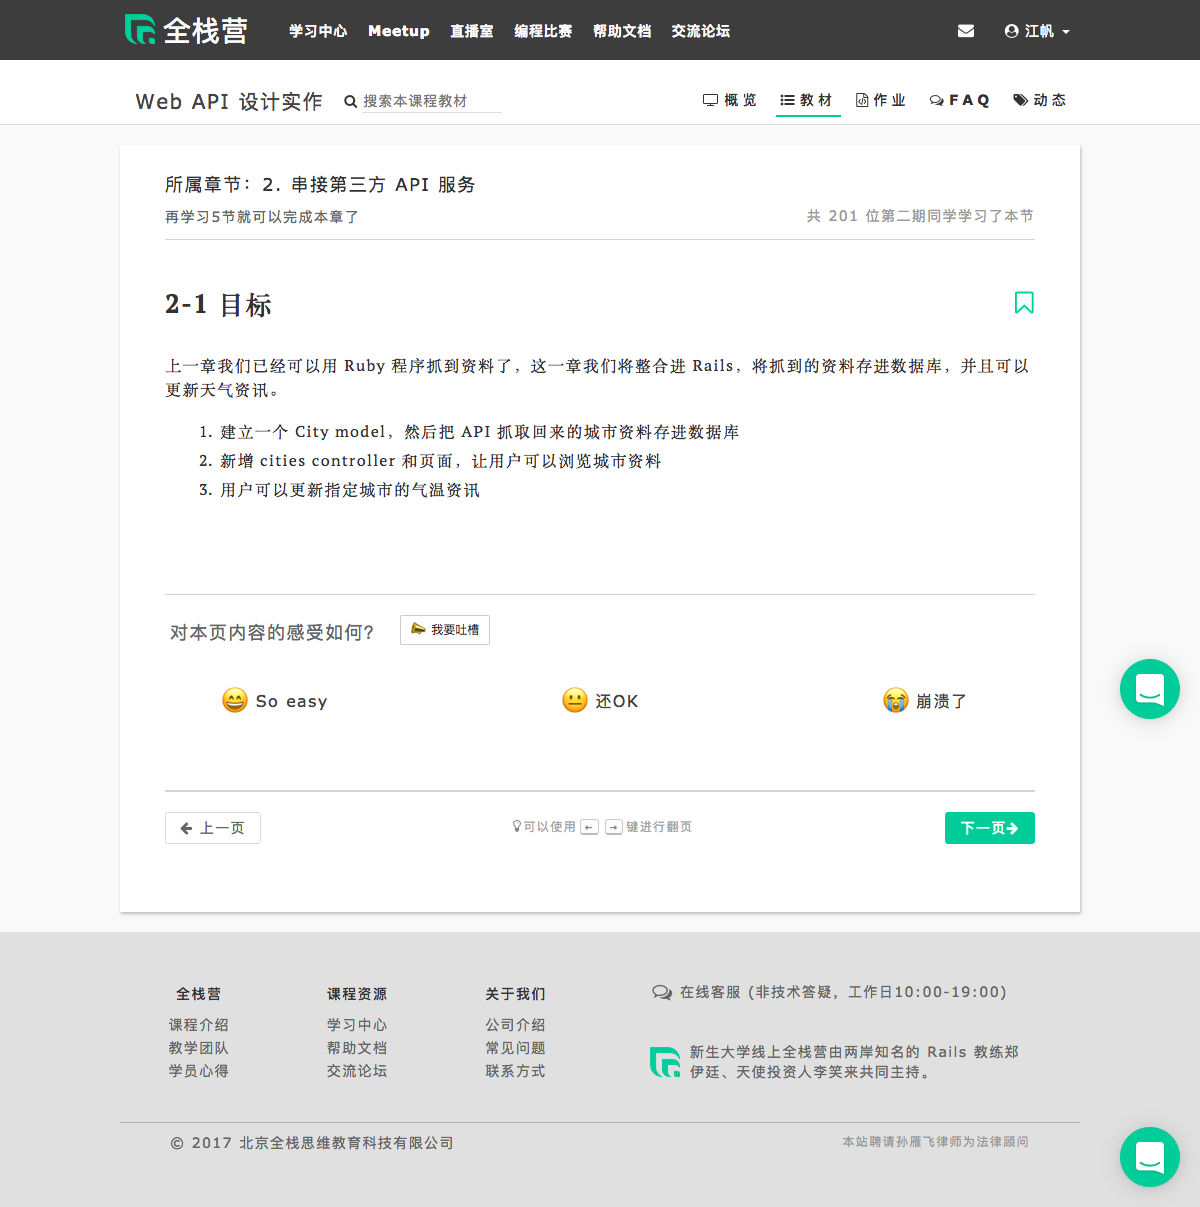 全栈营 学习中心 Meetup 直播室 编程比赛 帮助文档 交流论坛 江帆
Web API 设计实作 搜索本课程教材 概览 教材 作业 FAQ 动态
所属章节：2. 串接第三方 API 服务
再学习5节就可以完成本章了 共 201 位第二期同学学习了本节
2-1 目标
上一章我们已经可以用 Ruby 程序抓到资料了，这一章我们将整合进 Rails，将抓到的资料存进数据库，并且可以
更新天气资讯。
1. 建立一个 City model，然后把 API 抓取回来的城市资料存进数据库
2. 新增 cities controller 和页面，让用户可以浏览城市资料
3. 用户可以更新指定城市的气温资讯
对本页内容的感受如何? 我要吐槽
😄 So easy 😐 还OK 😭 崩溃了
← 上一页 可以使用 ← → 键进行翻页 下一页→
全栈营 课程资源 关于我们 在线客服 (非技术答疑，工作日10:00-19:00)
课程介绍 学习中心 公司介绍
教学团队 帮助文档 常见问题
学员心得 交流论坛 联系方式
新生大学线上全栈营由两岸知名的 Rails 教练郑
伊廷、天使投资人李笑来共同主持。
© 2017 北京全栈思维教育科技有限公司 本站聘请孙雁飞律师为法律顾问